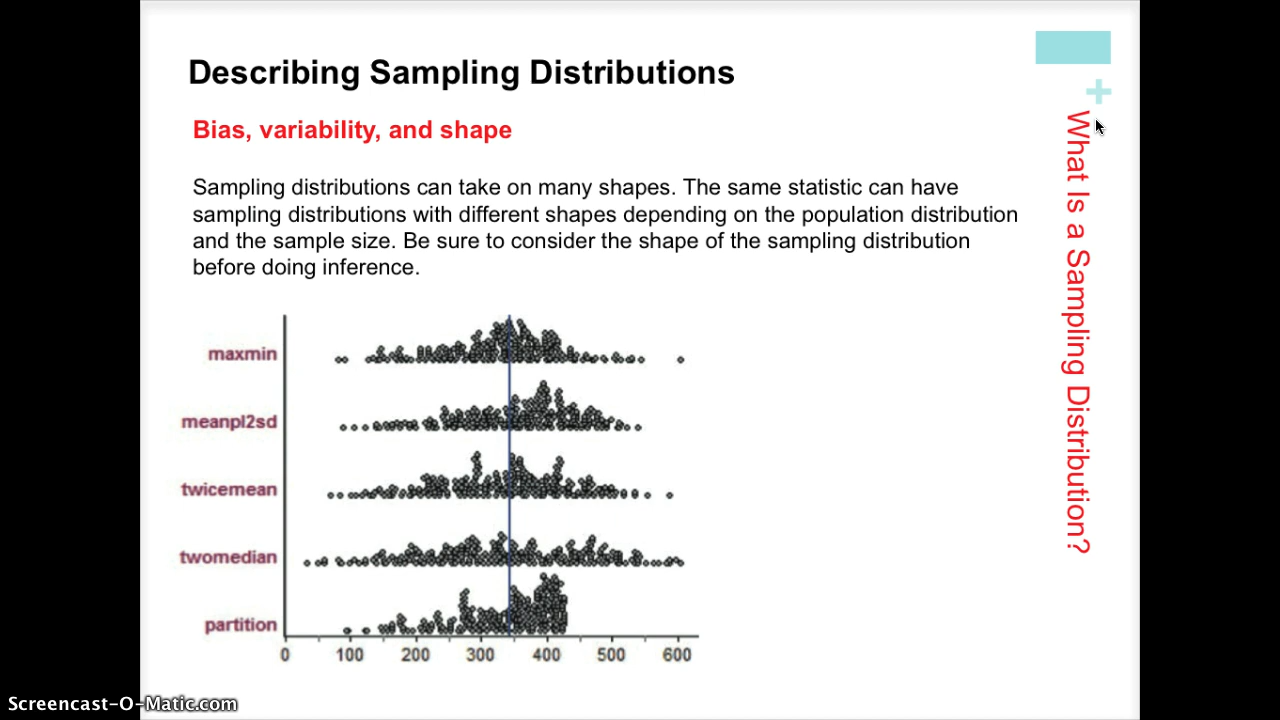 Describing Sampling Distributions
Bias, variability, and shape
Sampling distributions can take on many shapes. The same statistic can have
sampling distributions with different shapes depending on the population distribution
and the sample size. Be sure to consider the shape of the sampling distribution
before doing inference.
maxmin
meanpl2sd
twicemean
twomedian
partition
0 100 200 300 400 500 600
+
What Is a Sampling Distribution?
Screencast-O-Matic.com